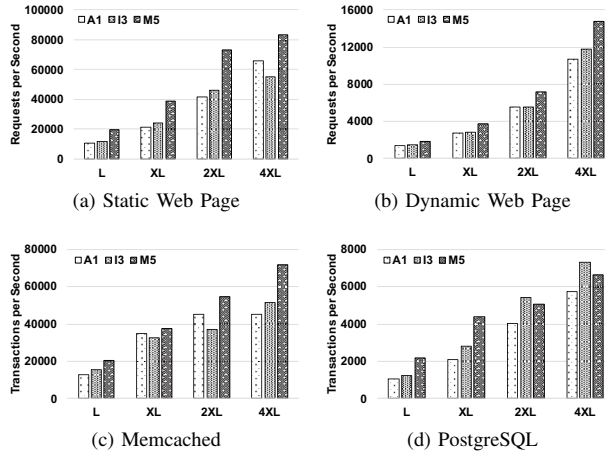 100000
80000
60000
40000
20000
0
Requests per Second
A1 I3 M5
L XL 2XL 4XL
(a) Static Web Page
16000
12000
8000
4000
0
Requests per Second
A1 I3 M5
L XL 2XL 4XL
(b) Dynamic Web Page
80000
60000
40000
20000
0
Transactions per Second
A1 I3 M5
L XL 2XL 4XL
(c) Memcached
8000
6000
4000
2000
0
Transactions per Second
A1 I3 M5
L XL 2XL 4XL
(d) PostgreSQL